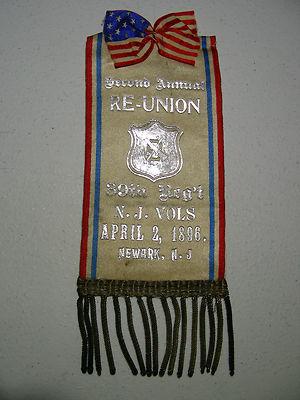 Second Annual
RE-UNION
39th Reg't
N. J. VOLS
APRIL 2, 1896.
NEWARK, N. J